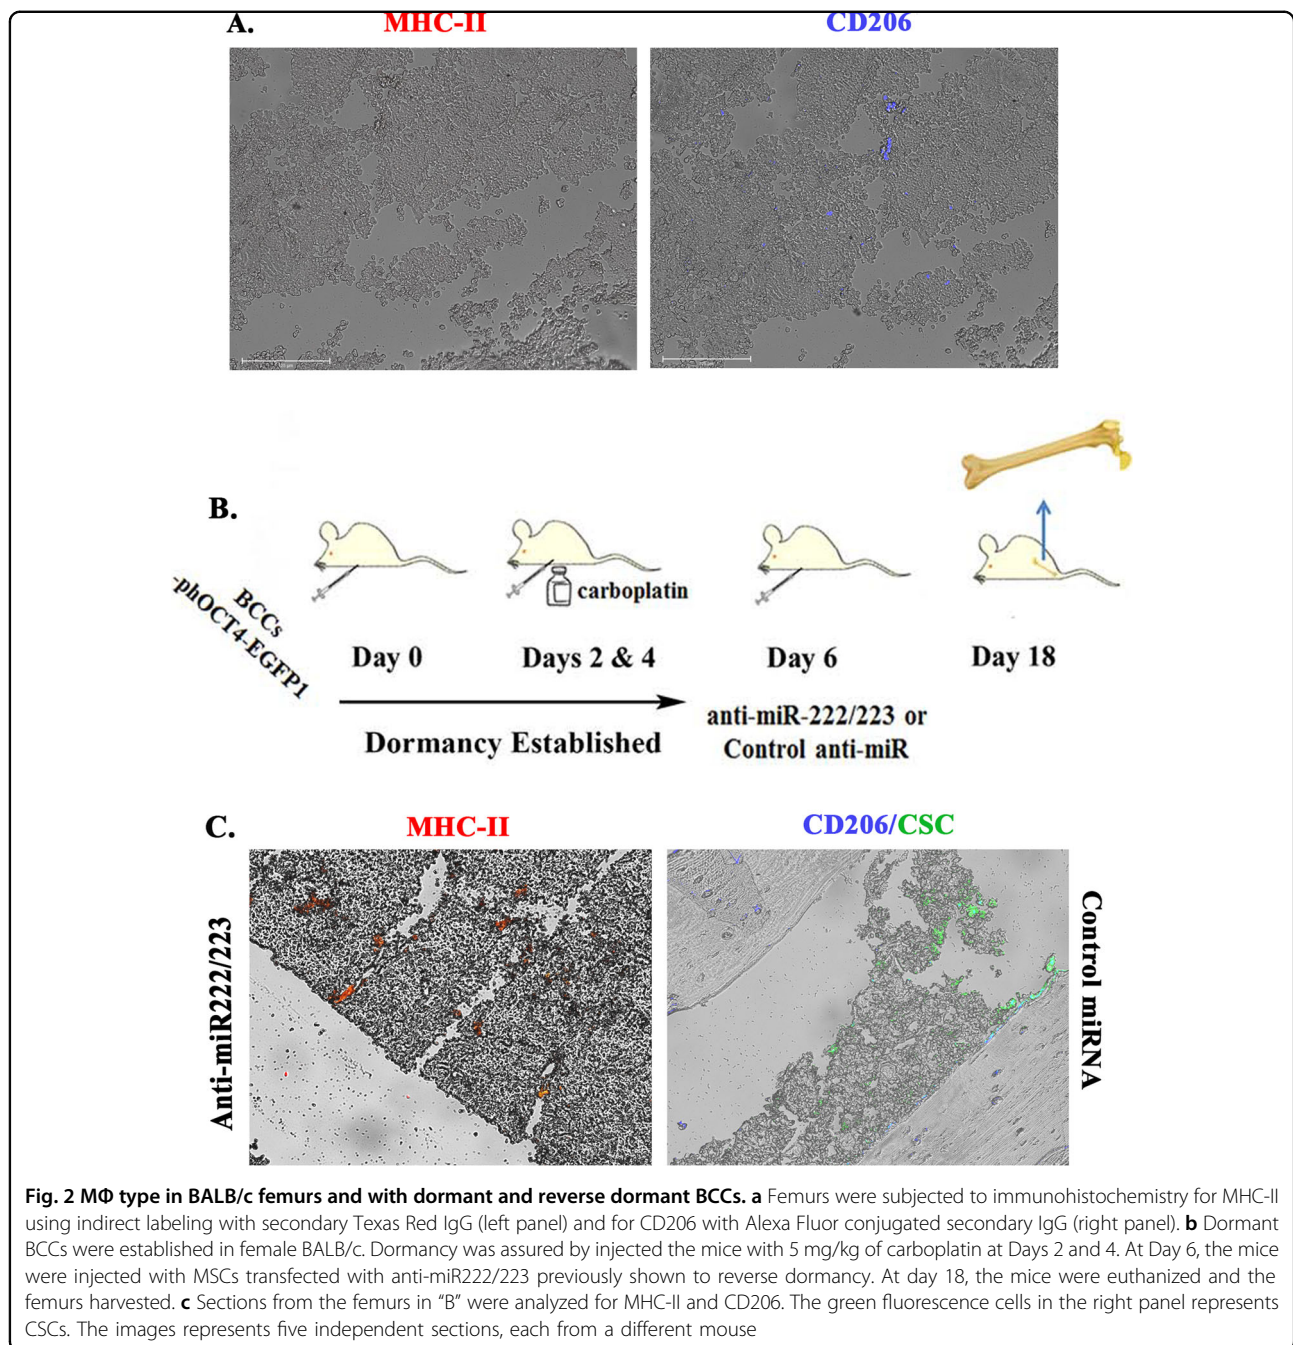 A.
MHC-II
CD206
B.
BCCs
-phOCT4-EGFP1
carboplatin
Day 0
Days 2 & 4
Day 6
Day 18
Dormancy Established
anti-miR-222/223 or
Control anti-miR
C.
MHC-II
CD206/CSC
Anti-miR222/223
Control miRNA
Fig. 2 MΦ type in BALB/c femurs and with dormant and reverse dormant BCCs. a Femurs were subjected to immunohistochemistry for MHC-II
using indirect labeling with secondary Texas Red IgG (left panel) and for CD206 with Alexa Fluor conjugated secondary IgG (right panel). b Dormant
BCCs were established in female BALB/c. Dormancy was assured by injected the mice with 5 mg/kg of carboplatin at Days 2 and 4. At Day 6, the mice
were injected with MSCs transfected with anti-miR222/223 previously shown to reverse dormancy. At day 18, the mice were euthanized and the
femurs harvested. c Sections from the femurs in “B” were analyzed for MHC-II and CD206. The green fluorescence cells in the right panel represents
CSCs. The images represents five independent sections, each from a different mouse